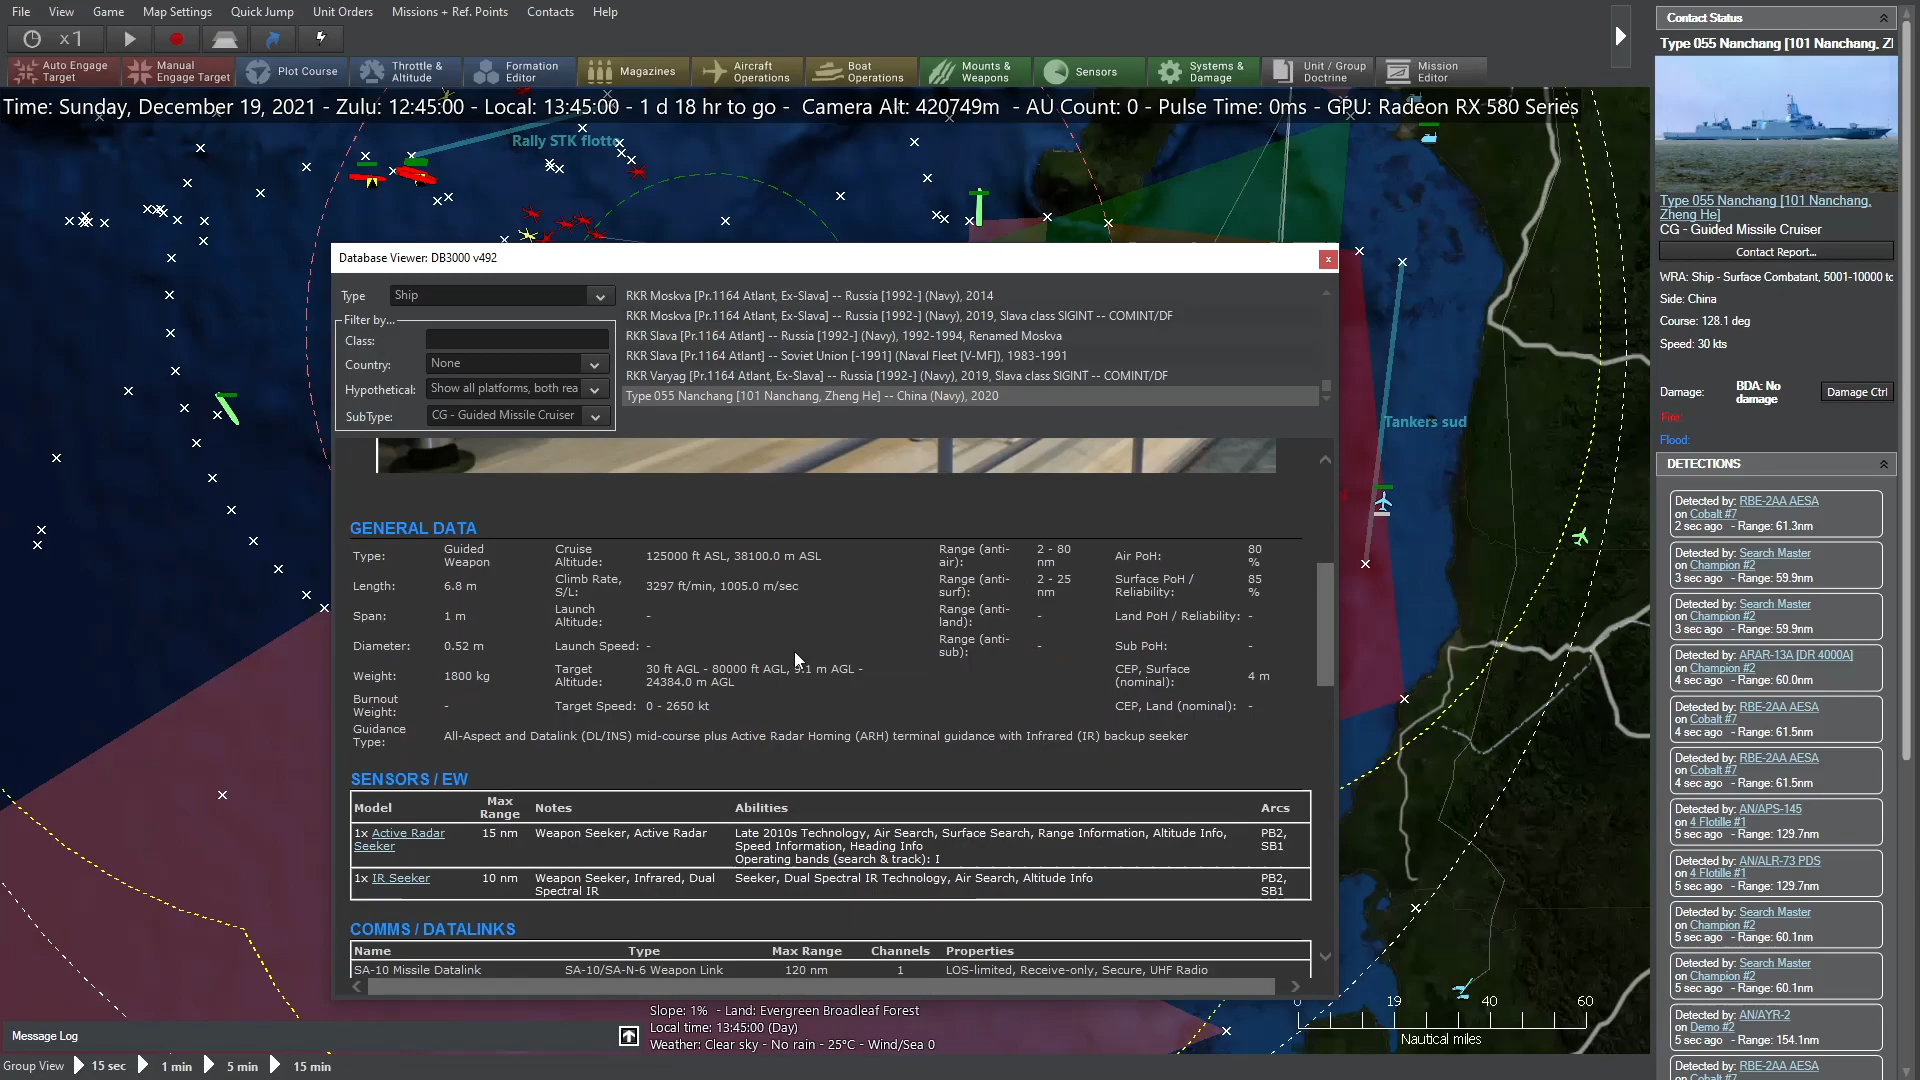 File View Game Map Settings Quick Jump Unit Orders Missions + Ref. Points Contacts Help
x1
Auto Engage Target
Manual Engage Target
Plot Course
Throttle & Altitude
Formation Editor
Magazines
Aircraft Operations
Boat Operations
Mounts & Weapons
Sensors
Systems & Damage
Unit / Group Doctrine
Mission Editor
Time: Sunday, December 19, 2021 - Zulu: 12:45:00 - Local: 13:45:00 - 1 d 18 hr to go - Camera Alt: 420749m - AU Count: 0 - Pulse Time: 0ms - GPU: Radeon RX 580 Series
Rally STK flotte
Tankers sud
Database Viewer: DB3000 v492
Type Ship
Filter by...
Class:
Country: None
Hypothetical: Show all platforms, both rea
SubType: CG - Guided Missile Cruiser
RKR Moskva [Pr.1164 Atlant, Ex-Slava] -- Russia [1992-] (Navy), 2014
RKR Moskva [Pr.1164 Atlant, Ex-Slava] -- Russia [1992-] (Navy), 2019, Slava class SIGINT -- COMINT/DF
RKR Slava [Pr.1164 Atlant] -- Russia [1992-] (Navy), 1992-1994, Renamed Moskva
RKR Slava [Pr.1164 Atlant] -- Soviet Union [-1991] (Naval Fleet [V-MF]), 1983-1991
RKR Varyag [Pr.1164 Atlant, Ex-Slava] -- Russia [1992-] (Navy), 2019, Slava class SIGINT -- COMINT/DF
Type 055 Nanchang [101 Nanchang, Zheng He] -- China (Navy), 2020
GENERAL DATA
Type: Guided Weapon Cruise Altitude: 125000 ft ASL, 38100.0 m ASL Range (anti-air): 2 - 80 nm Air PoH: 80 %
Length: 6.8 m Climb Rate, S/L: 3297 ft/min, 1005.0 m/sec Range (anti-surf): 2 - 25 nm Surface PoH / Reliability: 85 %
Span: 1 m Launch Altitude: - Range (anti-land): - Land PoH / Reliability: -
Diameter: 0.52 m Launch Speed: - Range (anti-sub): - Sub PoH: -
Weight: 1800 kg Target Altitude: 30 ft AGL - 80000 ft AGL, 9.1 m AGL - 24384.0 m AGL CEP, Surface (nominal): 4 m
Burnout Weight: - Target Speed: 0 - 2650 kt CEP, Land (nominal): -
Guidance Type: All-Aspect and Datalink (DL/INS) mid-course plus Active Radar Homing (ARH) terminal guidance with Infrared (IR) backup seeker
SENSORS / EW
Model Max Range Notes Abilities Arcs
1x Active Radar Seeker 15 nm Weapon Seeker, Active Radar Late 2010s Technology, Air Search, Surface Search, Range Information, Altitude Info, Speed Information, Heading Info PB2, SB1
Operating bands (search & track): I
1x IR Seeker 10 nm Weapon Seeker, Infrared, Dual Spectral IR Seeker, Dual Spectral IR Technology, Air Search, Altitude Info PB2, SB1
COMMS / DATALINKS
Name Type Max Range Channels Properties
SA-10 Missile Datalink SA-10/SA-N-6 Weapon Link 120 nm 1 LOS-limited, Receive-only, Secure, UHF Radio
Slope: 1% - Land: Evergreen Broadleaf Forest
Local time: 13:45:00 (Day)
Weather: Clear sky - No rain - 25°C - Wind/Sea 0
0 19 40 60
Nautical miles
Message Log
Group View 15 sec 1 min 5 min 15 min
Contact Status
Type 055 Nanchang [101 Nanchang, Zl
Type 055 Nanchang [101 Nanchang,
Zheng He]
CG - Guided Missile Cruiser
Contact Report...
WRA: Ship - Surface Combatant, 5001-10000 to
Side: China
Course: 128.1 deg
Speed: 30 kts
Damage: BDA: No damage Damage Ctrl
Fire:
Flood:
DETECTIONS
Detected by: RBE-2AA AESA
on Cobalt #7
2 sec ago - Range: 61.3nm
Detected by: Search Master
on Champion #2
3 sec ago - Range: 59.9nm
Detected by: Search Master
on Champion #2
3 sec ago - Range: 59.9nm
Detected by: ARAR-13A [DR 4000A]
on Champion #2
4 sec ago - Range: 60.0nm
Detected by: RBE-2AA AESA
on Cobalt #7
4 sec ago - Range: 61.5nm
Detected by: RBE-2AA AESA
on Cobalt #7
4 sec ago - Range: 61.5nm
Detected by: AN/APS-145
on 4 Flotille #1
5 sec ago - Range: 129.7nm
Detected by: AN/ALR-73 PDS
on 4 Flotille #1
5 sec ago - Range: 129.7nm
Detected by: Search Master
on Champion #2
5 sec ago - Range: 60.1nm
Detected by: Search Master
on Champion #2
5 sec ago - Range: 60.1nm
Detected by: AN/AYR-2
on Demo #2
5 sec ago - Range: 154.1nm
Detected by: RBE-2AA AESA
on Cobalt #7